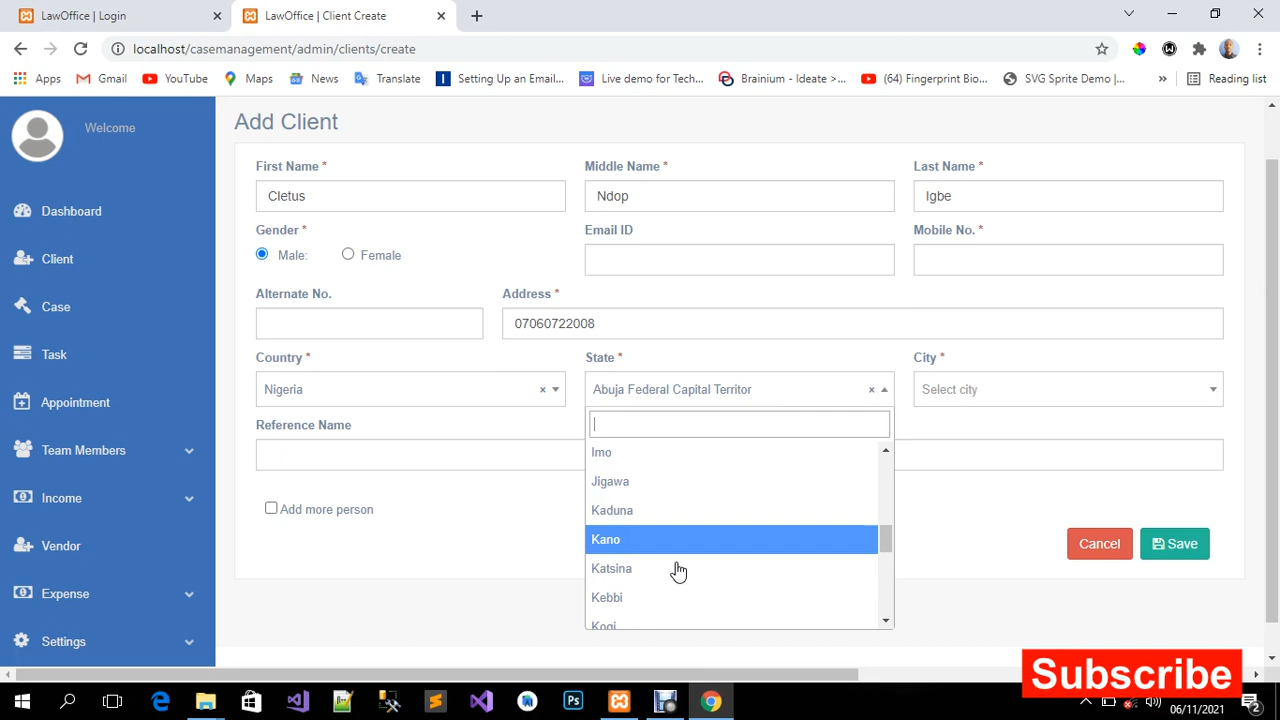 LawOffice | Login
LawOffice | Client Create
localhost/casemanagement/admin/clients/create
Apps
Gmail
YouTube
Maps
News
Translate
Setting Up an Email...
Live demo for Tech...
Brainium - Ideate >...
(64) Fingerprint Bio...
SVG Sprite Demo |...
»
Reading list
Welcome
Dashboard
Client
Case
Task
Appointment
Team Members
Income
Vendor
Expense
Settings
Add Client
First Name *
Middle Name *
Last Name *
Cletus
Ndop
Igbe
Gender *
Email ID
Mobile No. *
Male:
Female
Alternate No.
Address *
07060722008
Country *
State *
City *
Nigeria
×
Abuja Federal Capital Territor
×
Select city
Reference Name
Imo
Jigawa
Kaduna
Kano
Katsina
Kebbi
Kogi
Add more person
Cancel
Save
Subscribe
06/11/2021
2